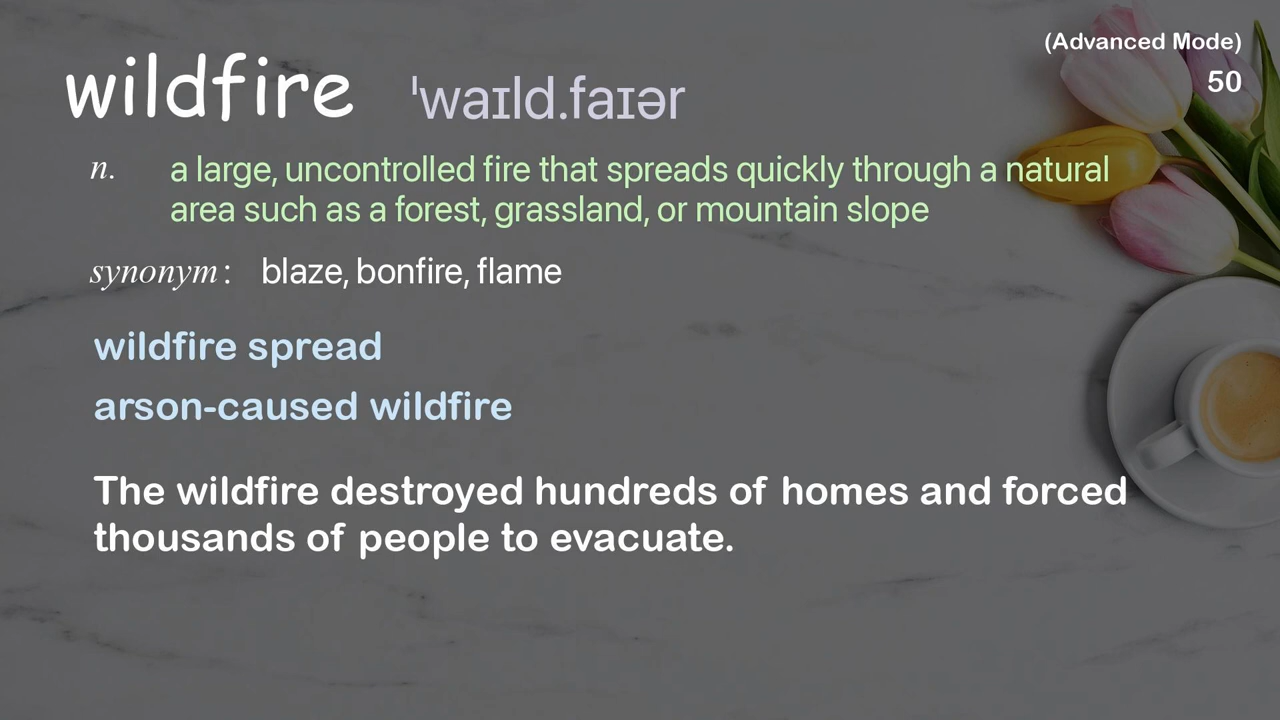 (Advanced Mode)
50
wildfire ˈwaɪld.faɪər
n. a large, uncontrolled fire that spreads quickly through a natural
area such as a forest, grassland, or mountain slope
synonym: blaze, bonfire, flame
wildfire spread
arson-caused wildfire
The wildfire destroyed hundreds of homes and forced
thousands of people to evacuate.